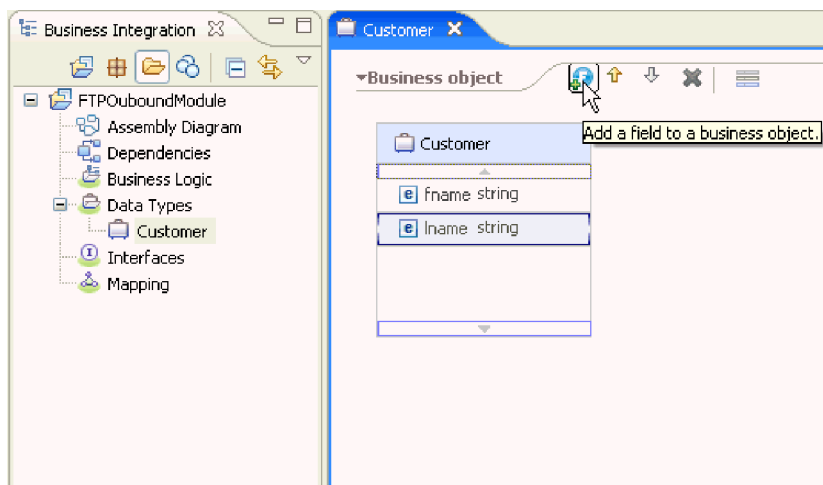 Business Integration
Customer
Business object
Add a field to a business object.
FTPOuboundModule
Assembly Diagram
Dependencies
Business Logic
Data Types
Customer
Interfaces
Mapping
Customer
fname string
lname string